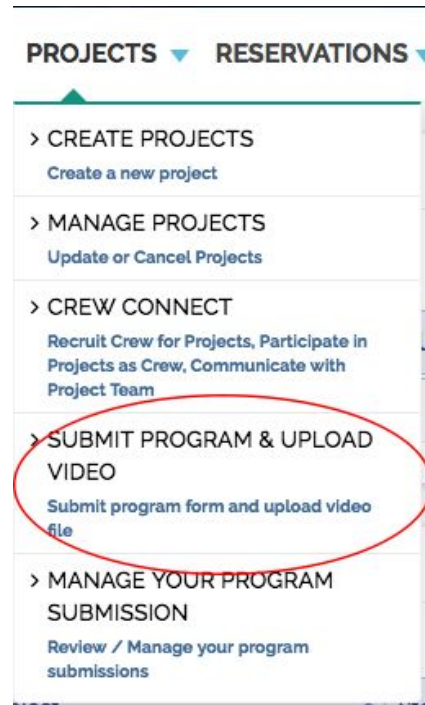 PROJECTS RESERVATIONS
> CREATE PROJECTS
Create a new project
> MANAGE PROJECTS
Update or Cancel Projects
> CREW CONNECT
Recruit Crew for Projects, Participate in
Projects as Crew, Communicate with
Project Team
> SUBMIT PROGRAM & UPLOAD
VIDEO
Submit program form and upload video
file
> MANAGE YOUR PROGRAM
SUBMISSION
Review / Manage your program
submissions